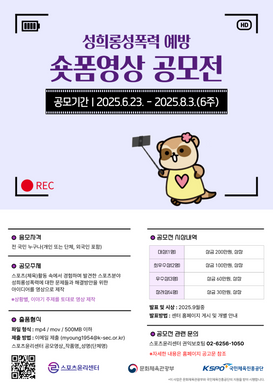 HD
성희롱성폭력 예방
숏폼영상 공모전
공모기간 | 2025.6.23. - 2025.8.3.(6주)
REC
응모자격
전 국민 누구나(개인 또는 단체, 외국인 포함)
공모주제
스포츠(체육)활동 속에서 경험하며 발견한 스포츠분야
성희롱성폭력에 대한 문제들과 해결방안을 위한
아이디어를 영상으로 제작
*상황별, 이야기 주제별 토대로 영상 제작
출품형식
파일 형식 : mp4 / mov / 500MB 이하
제출 방법 : 이메일 제출 (myoung1954@k-sec.or.kr)
스포츠윤리센터 공모영상_작품명_성명(단체명)
공모전 시상내역
대상(1명) 상금 200만원, 상장
최우수상(2명) 상금 100만원, 상장
우수상(3명) 상금 60만원, 상장
장려상(4명) 상금 30만원, 상장
발표 및 시상 : 2025.9월중
발표방법 : 센터 홈페이지 게시 및 개별 안내
공모전 관련 문의
스포츠윤리센터 권익보호팀 02-6256-1050
*자세한 내용은 홈페이지 공고문 참조
스포츠윤리센터
문화체육관광부
KSPO 국민체육진흥공단